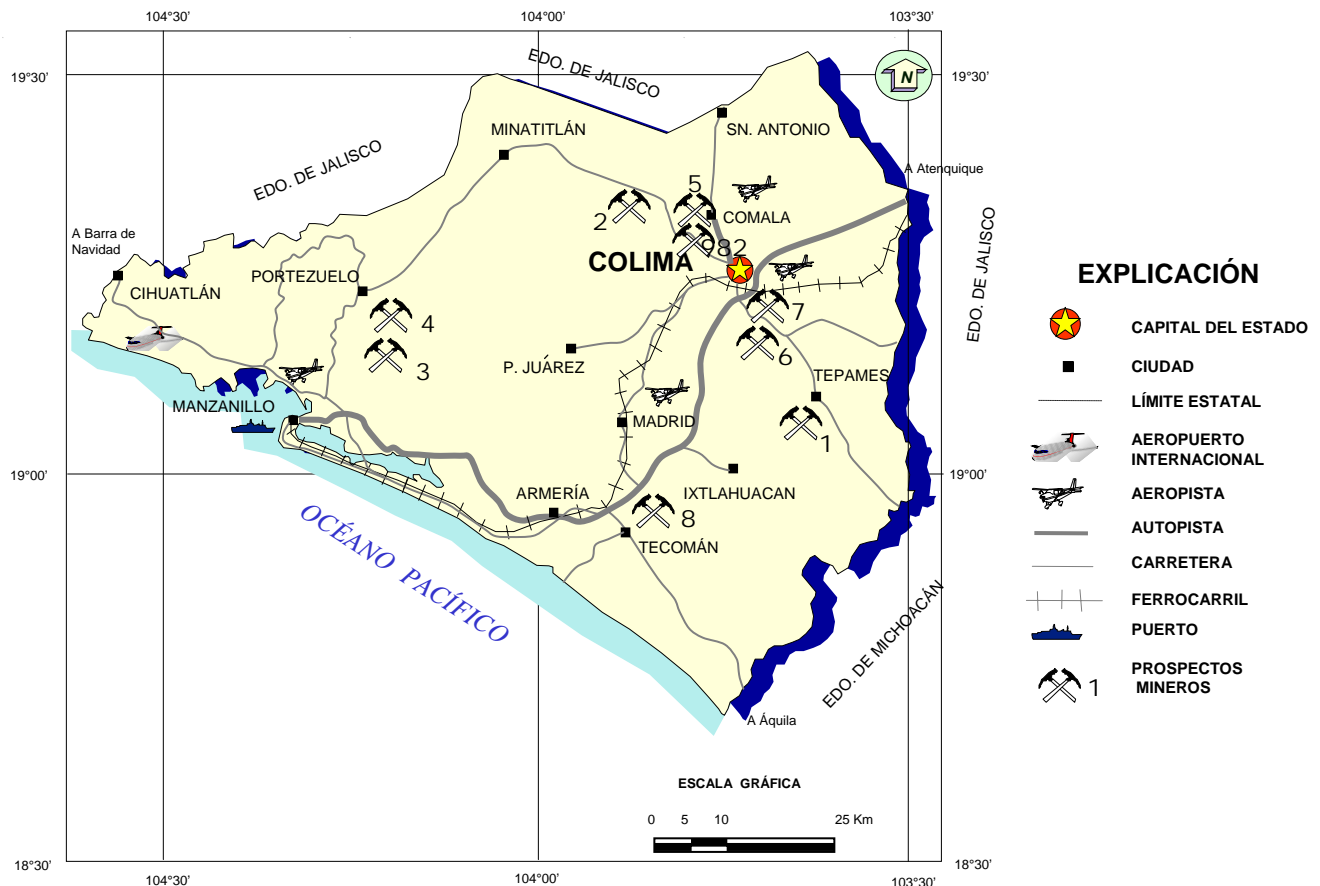 104°30'
104°00'
103°30'
19°30'
19°30'
EDO. DE JALISCO
N
MINATITLÁN
SN. ANTONIO
EDO. DE JALISCO
A Atenquique
5
2
COMALA
EDO. DE JALISCO
A Barra de
Navidad
982
COLIMA
PORTEZUELO
CIHUATLÁN
7
4
6
3
P. JUÁREZ
TEPAMES
MANZANILLO
MADRID
1
19°00'
19°00'
ARMERÍA
IXTLAHUACAN
8
TECOMÁN
OCÉANO PACÍFICO
EDO. DE MICHOACÁN
A Áquila
ESCALA GRÁFICA
0 5 10 25 Km
18°30'
18°30'
104°30'
104°00'
103°30'
EXPLICACIÓN
CAPITAL DEL ESTADO
CIUDAD
LÍMITE ESTATAL
AEROPUERTO
INTERNACIONAL
AEROPISTA
AUTOPISTA
CARRETERA
FERROCARRIL
PUERTO
PROSPECTOS
1 MINEROS